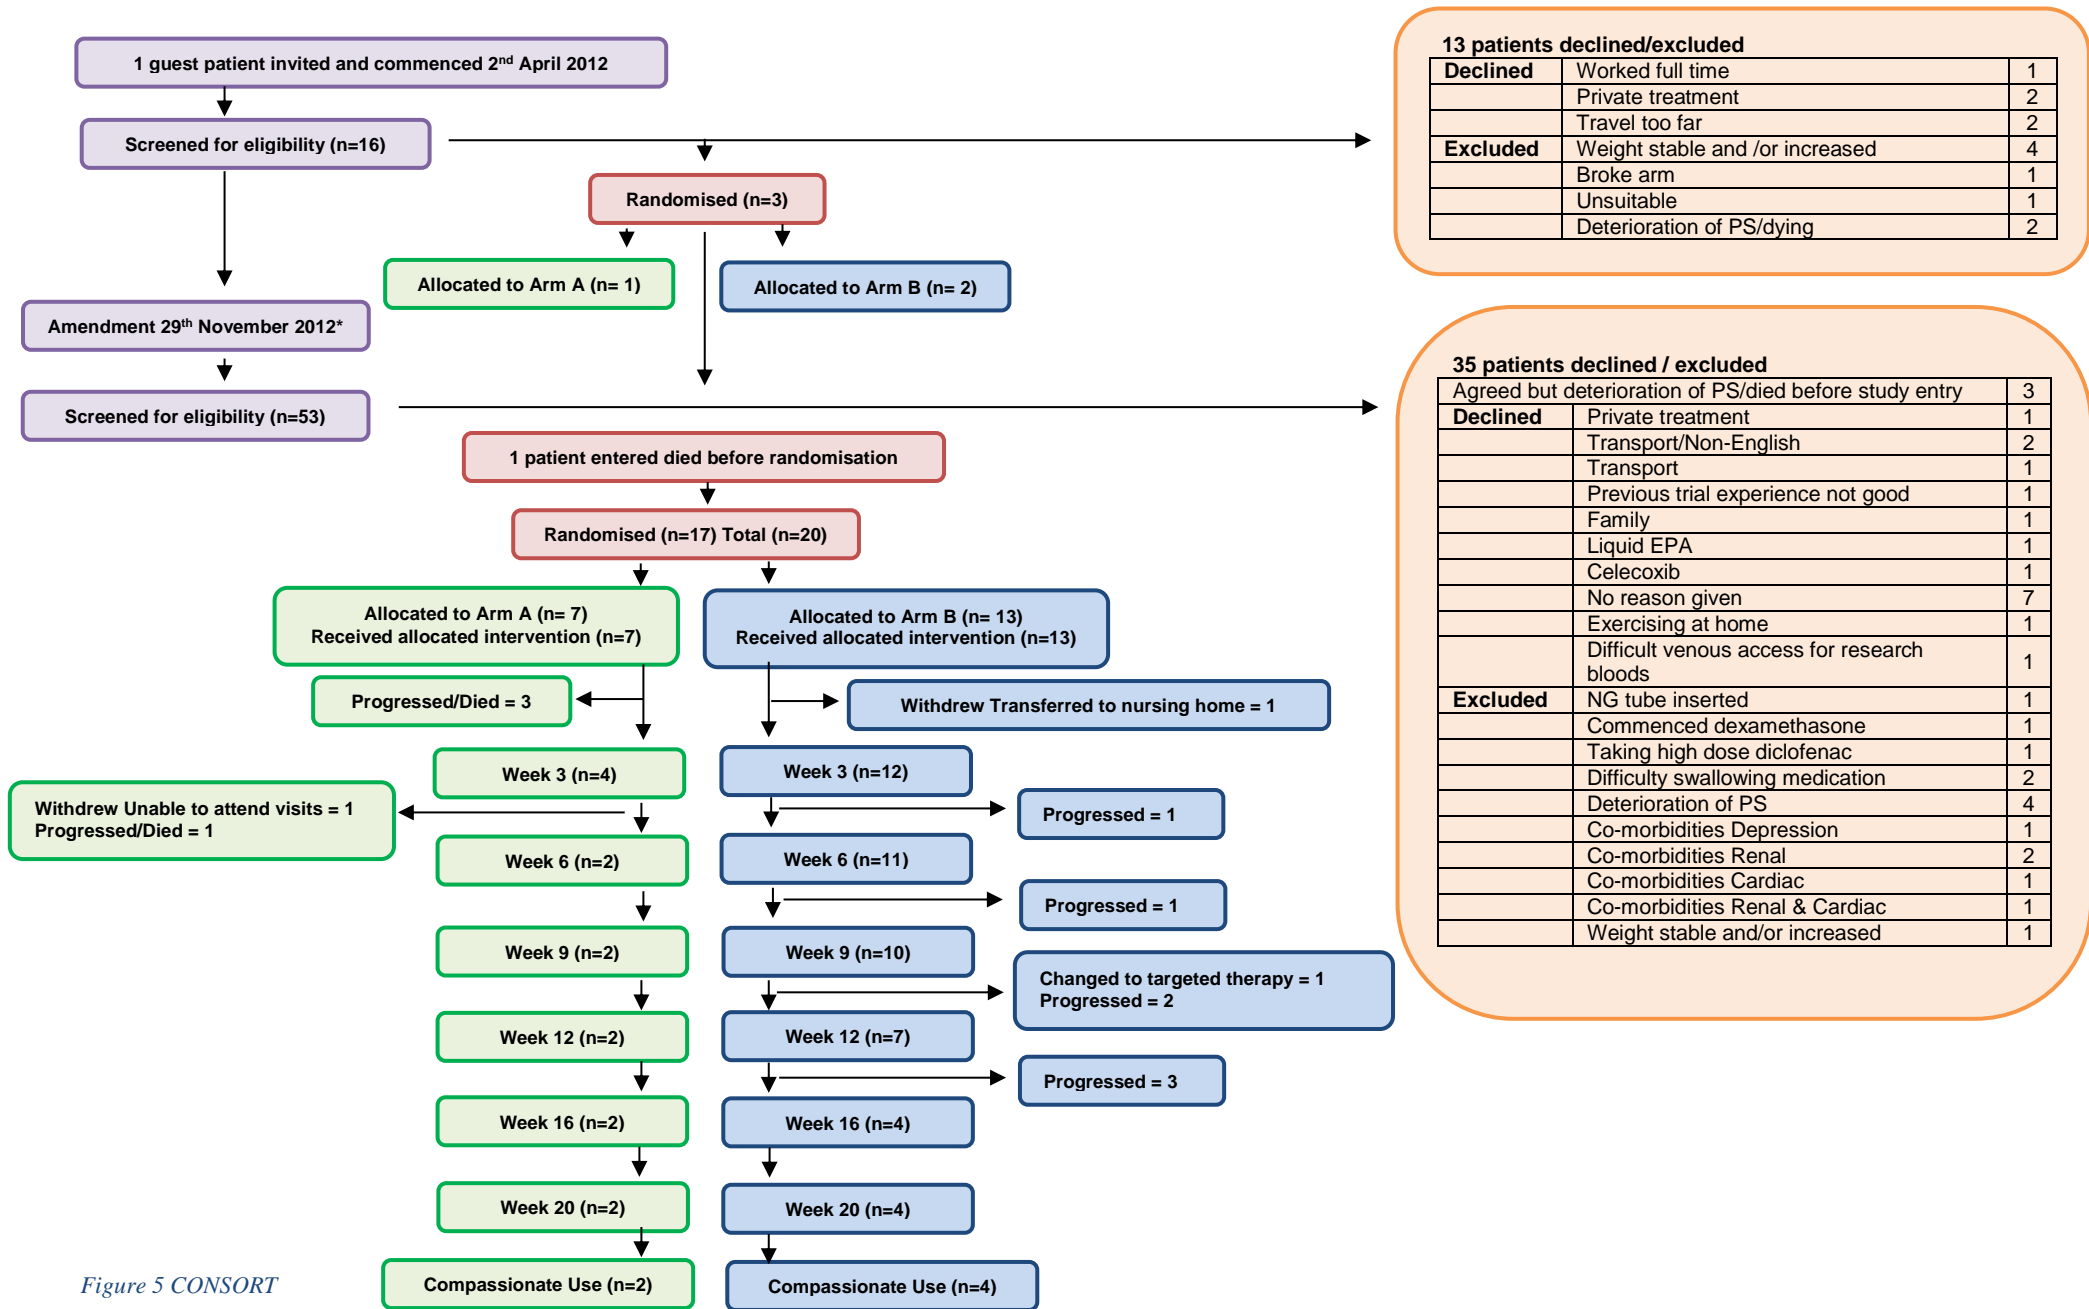 1 guest patient invited and commenced 2nd April 2012
Screened for eligibility (n=16)
Randomised (n=3)
Allocated to Arm A (n= 1)
Allocated to Arm B (n= 2)
Amendment 29th November 2012*
Screened for eligibility (n=53)
1 patient entered died before randomisation
Randomised (n=17) Total (n=20)
Allocated to Arm A (n= 7)
Received allocated intervention (n=7)
Allocated to Arm B (n= 13)
Received allocated intervention (n=13)
Progressed/Died = 3
Withdrew Transferred to nursing home = 1
Week 3 (n=4)
Week 3 (n=12)
Withdrew Unable to attend visits = 1
Progressed/Died = 1
Progressed = 1
Week 6 (n=2)
Week 6 (n=11)
Progressed = 1
Week 9 (n=2)
Week 9 (n=10)
Changed to targeted therapy = 1
Progressed = 2
Week 12 (n=2)
Week 12 (n=7)
Progressed = 3
Week 16 (n=2)
Week 16 (n=4)
Week 20 (n=2)
Week 20 (n=4)
Compassionate Use (n=2)
Compassionate Use (n=4)
13 patients declined/excluded
Declined Worked full time 1
Private treatment 2
Travel too far 2
Excluded Weight stable and /or increased 4
Broke arm 1
Unsuitable 1
Deterioration of PS/dying 2
35 patients declined / excluded
Agreed but deterioration of PS/died before study entry 3
Declined Private treatment 1
Transport/Non-English 2
Transport 1
Previous trial experience not good 1
Family 1
Liquid EPA 1
Celecoxib 1
No reason given 7
Exercising at home 1
Difficult venous access for research
bloods 1
Excluded NG tube inserted 1
Commenced dexamethasone 1
Taking high dose diclofenac 1
Difficulty swallowing medication 2
Deterioration of PS 4
Co-morbidities Depression 1
Co-morbidities Renal 2
Co-morbidities Cardiac 1
Co-morbidities Renal & Cardiac 1
Weight stable and/or increased 1
Figure 5 CONSORT